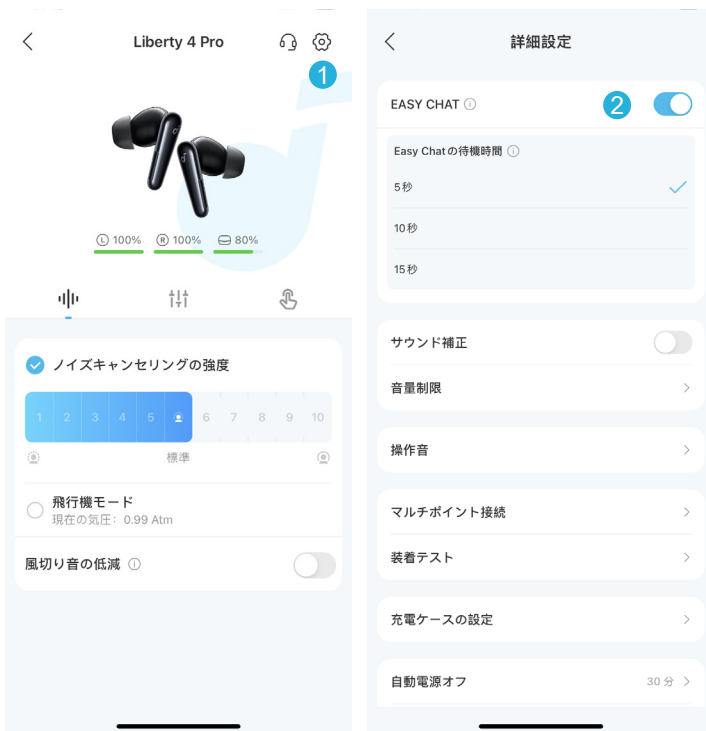 Liberty 4 Pro
1
L 100% R 100% 80%
ノイズキャンセリングの強度
1 2 3 4 5 6 7 8 9 10
標準
飛行機モード
現在の気圧: 0.99 Atm
風切り音の低減
詳細設定
EASY CHAT
2
Easy Chatの待機時間
5秒
10秒
15秒
サウンド補正
音量制限
操作音
マルチポイント接続
装着テスト
充電ケースの設定
自動電源オフ 30分